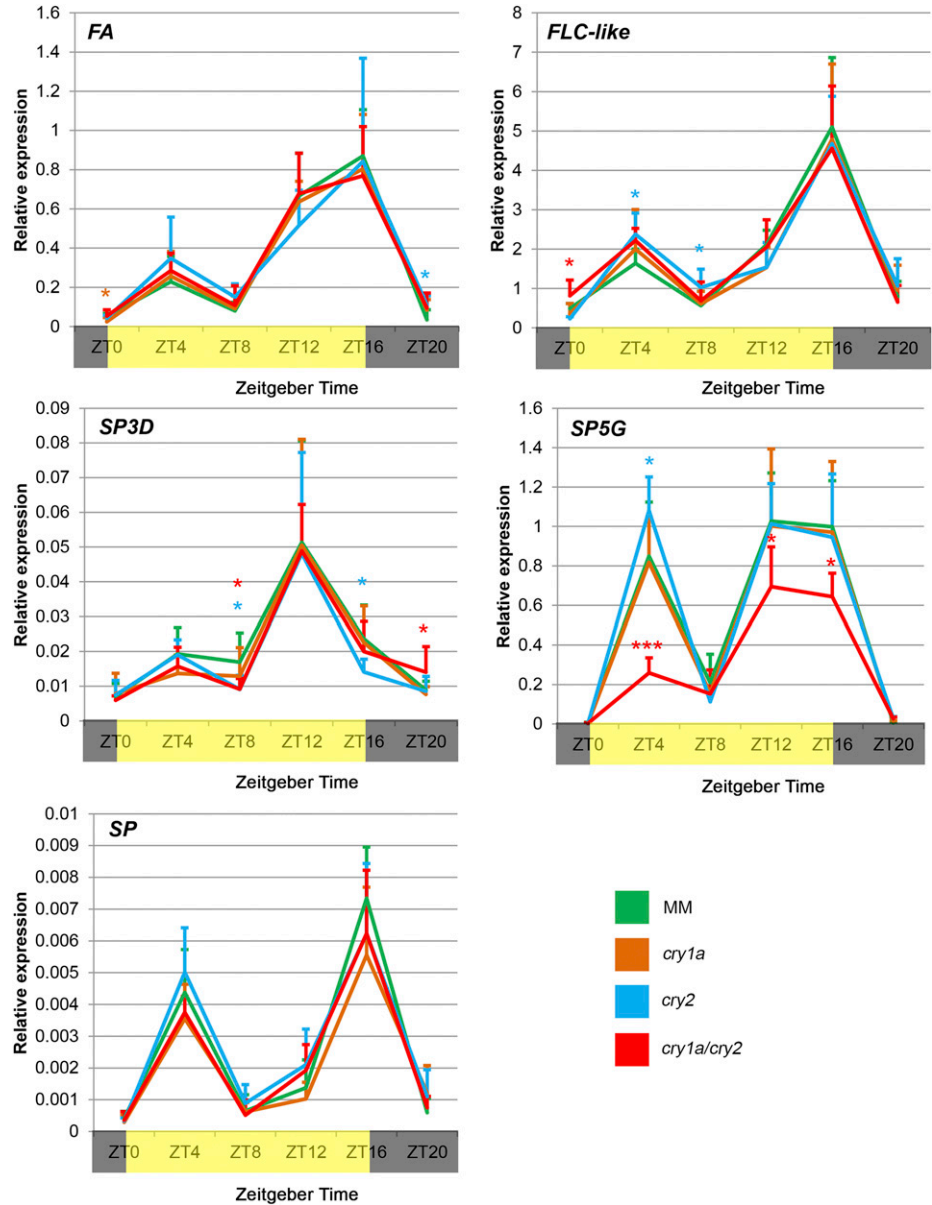 FA
Relative expression
1.6
1.4
1.2
1.0
0.8
0.6
0.4
0.2
0
*
*
ZT0 ZT4 ZT8 ZT12 ZT16 ZT20
Zeitgeber Time
FLC-like
Relative expression
8
7
6
5
4
3
2
1
0
*
*
*
ZT0 ZT4 ZT8 ZT12 ZT16 ZT20
Zeitgeber Time
SP3D
Relative expression
0.09
0.08
0.07
0.06
0.05
0.04
0.03
0.02
0.01
0
*
*
*
*
ZT0 ZT4 ZT8 ZT12 ZT16 ZT20
Zeitgeber Time
SP5G
Relative expression
1.6
1.4
1.2
1
0.8
0.6
0.4
0.2
0
*
***
*
*
ZT0 ZT4 ZT8 ZT12 ZT16 ZT20
Zeitgeber Time
SP
Relative expression
0.01
0.009
0.008
0.007
0.006
0.005
0.004
0.003
0.002
0.001
0
ZT0 ZT4 ZT8 ZT12 ZT16 ZT20
Zeitgeber Time
MM
cry1a
cry2
cry1a/cry2